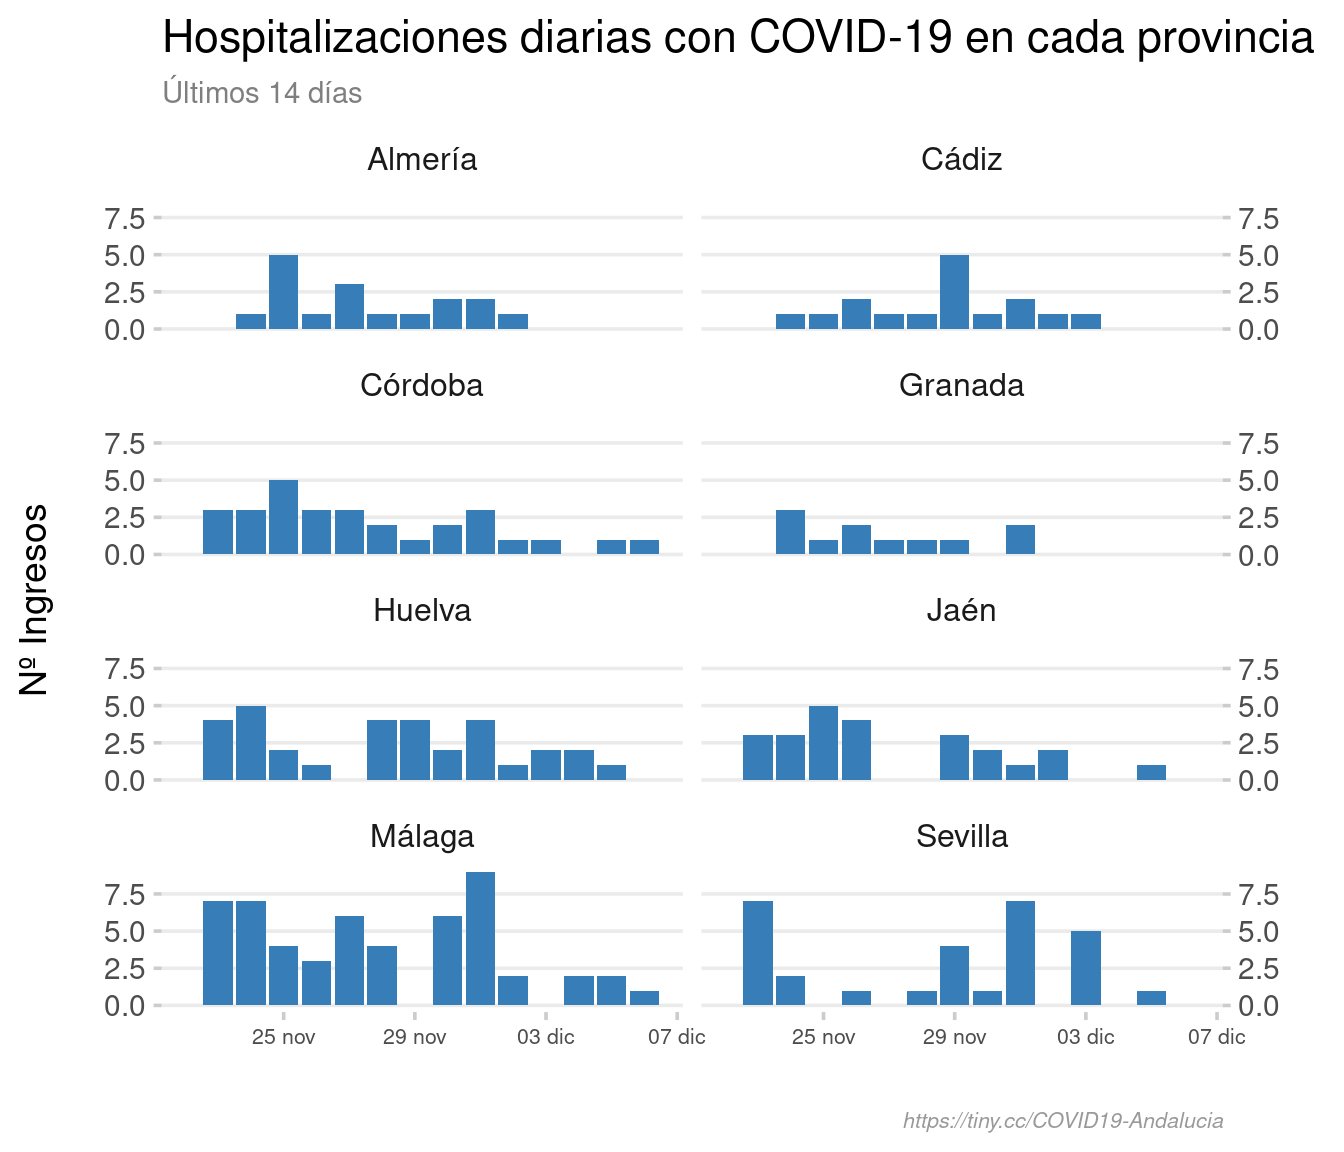 Hospitalizaciones diarias con COVID-19 en cada provincia
Últimos 14 días
Almería
Cádiz
7.5
5.0
2.5
0.0
7.5
5.0
2.5
0.0
Córdoba
Granada
7.5
5.0
2.5
0.0
7.5
5.0
2.5
0.0
Nº Ingresos
Huelva
Jaén
7.5
5.0
2.5
0.0
7.5
5.0
2.5
0.0
Málaga
Sevilla
7.5
5.0
2.5
0.0
7.5
5.0
2.5
0.0
25 nov 29 nov 03 dic 07 dic
25 nov 29 nov 03 dic 07 dic
https://tiny.cc/COVID19-Andalucia